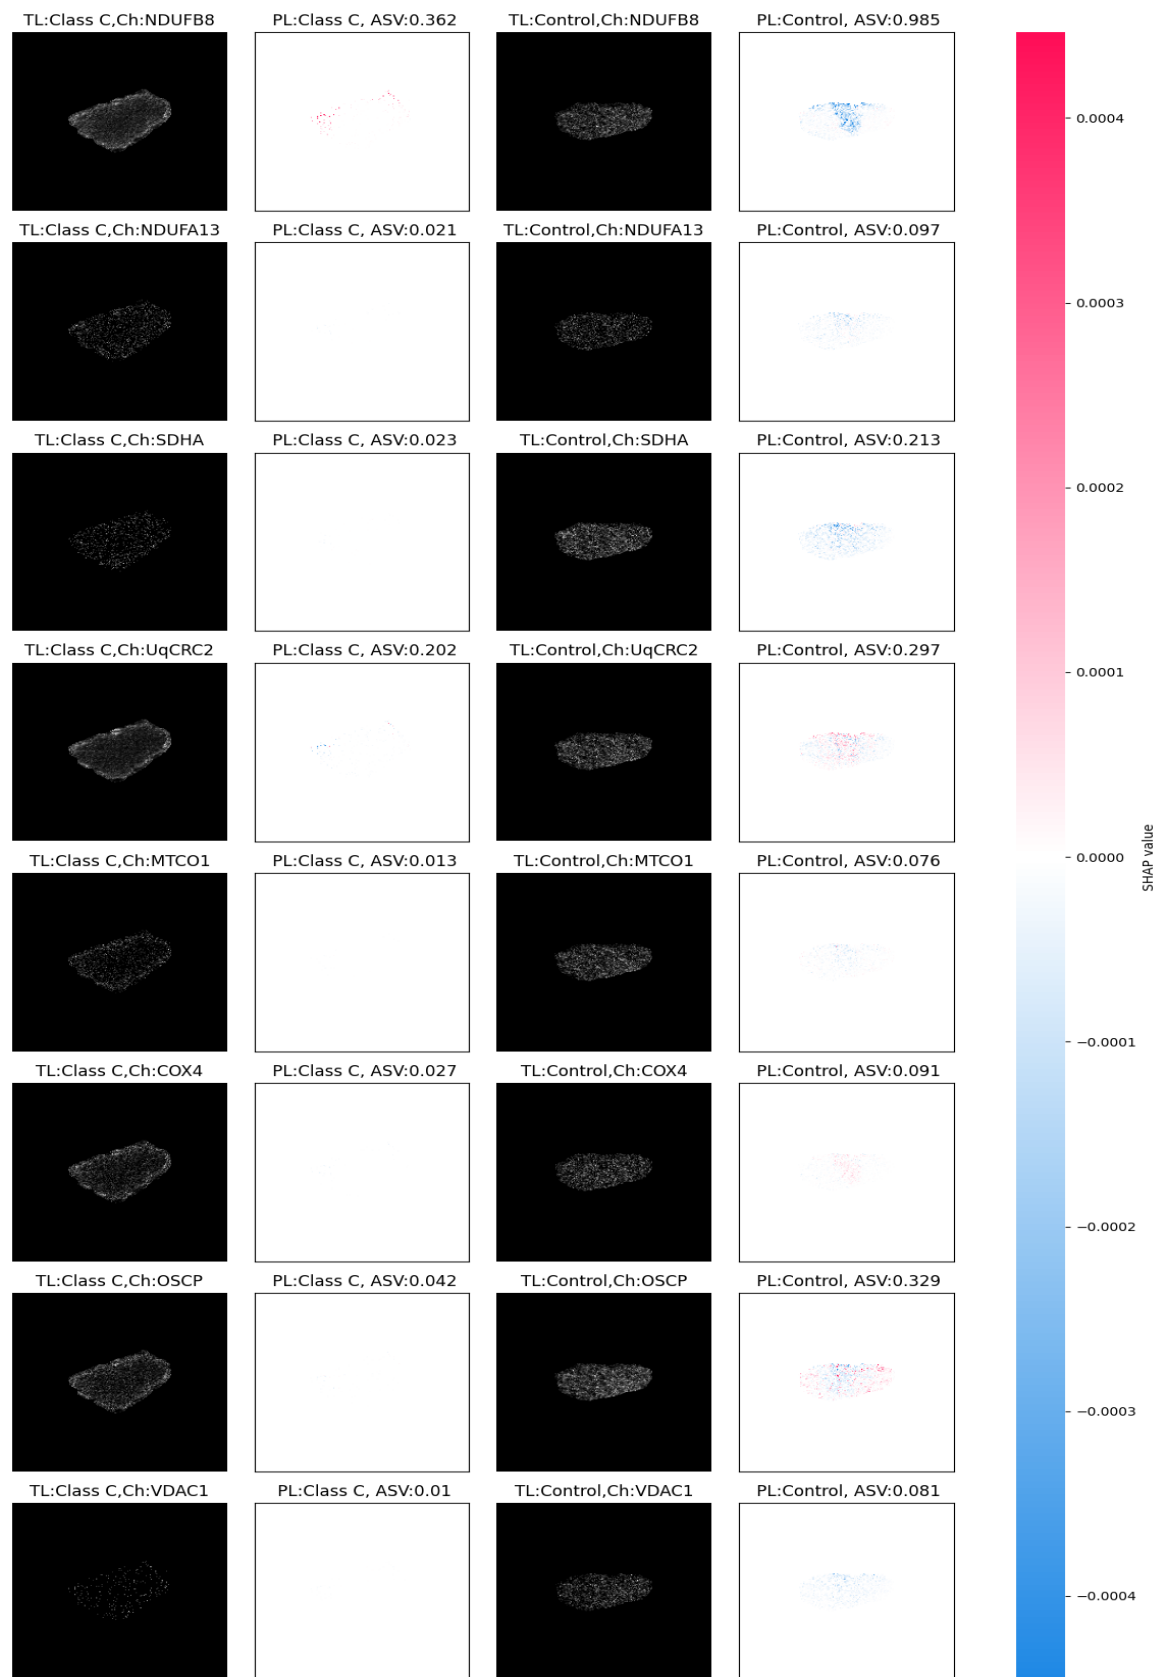 TL:Class C,Ch:NDUFB8 PL:Class C, ASV:0.362 TL:Control,Ch:NDUFB8 PL:Control, ASV:0.985
TL:Class C,Ch:NDUFA13 PL:Class C, ASV:0.021 TL:Control,Ch:NDUFA13 PL:Control, ASV:0.097
TL:Class C,Ch:SDHA PL:Class C, ASV:0.023 TL:Control,Ch:SDHA PL:Control, ASV:0.213
TL:Class C,Ch:UqCRC2 PL:Class C, ASV:0.202 TL:Control,Ch:UqCRC2 PL:Control, ASV:0.297
TL:Class C,Ch:MTCO1 PL:Class C, ASV:0.013 TL:Control,Ch:MTCO1 PL:Control, ASV:0.076
TL:Class C,Ch:COX4 PL:Class C, ASV:0.027 TL:Control,Ch:COX4 PL:Control, ASV:0.091
TL:Class C,Ch:OSCP PL:Class C, ASV:0.042 TL:Control,Ch:OSCP PL:Control, ASV:0.329
TL:Class C,Ch:VDAC1 PL:Class C, ASV:0.01 TL:Control,Ch:VDAC1 PL:Control, ASV:0.081
0.0004
0.0003
0.0002
0.0001
0.0000
−0.0001
−0.0002
−0.0003
−0.0004
SHAP value